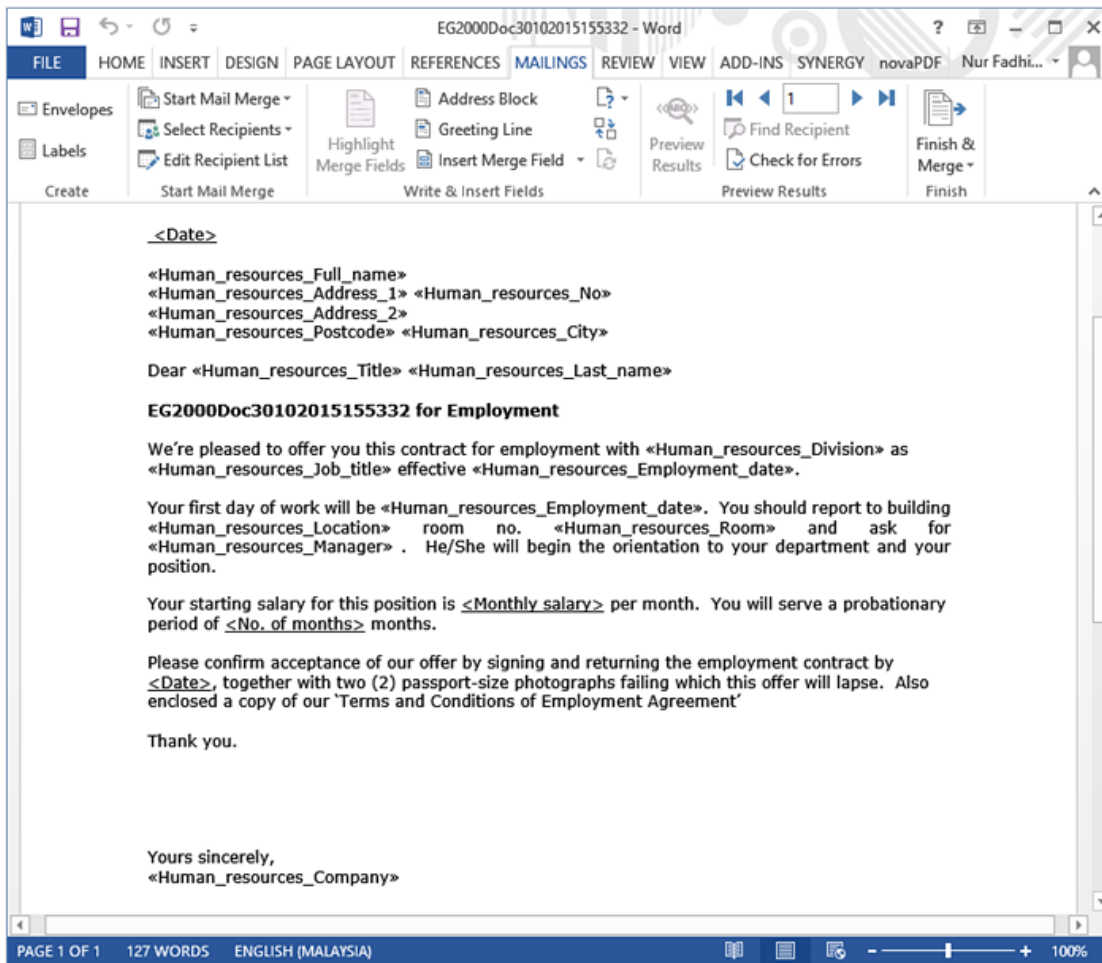 EG2000Doc30102015155332 - Word
FILE HOME INSERT DESIGN PAGE LAYOUT REFERENCES MAILINGS REVIEW VIEW ADD-INS SYNERGY novaPDF Nur Fadhi...
Envelopes
Labels
Create
Start Mail Merge
Select Recipients
Edit Recipient List
Start Mail Merge
Highlight
Merge Fields
Address Block
Greeting Line
Insert Merge Field
Write & Insert Fields
ABC
Preview
Results
1
Find Recipient
Check for Errors
Preview Results
Finish &
Merge
Finish
<Date>
«Human_resources_Full_name»
«Human_resources_Address_1» «Human_resources_No»
«Human_resources_Address_2»
«Human_resources_Postcode» «Human_resources_City»
Dear «Human_resources_Title» «Human_resources_Last_name»
EG2000Doc30102015155332 for Employment
We're pleased to offer you this contract for employment with «Human_resources_Division» as
«Human_resources_Job_title» effective «Human_resources_Employment_date».
Your first day of work will be «Human_resources_Employment_date». You should report to building
«Human_resources_Location» room no. «Human_resources_Room» and ask for
«Human_resources_Manager» . He/She will begin the orientation to your department and your
position.
Your starting salary for this position is <Monthly salary> per month. You will serve a probationary
period of <No. of months> months.
Please confirm acceptance of our offer by signing and returning the employment contract by
<Date>, together with two (2) passport-size photographs failing which this offer will lapse. Also
enclosed a copy of our 'Terms and Conditions of Employment Agreement'
Thank you.
Yours sincerely,
«Human_resources_Company»
PAGE 1 OF 1 127 WORDS ENGLISH (MALAYSIA) 100%